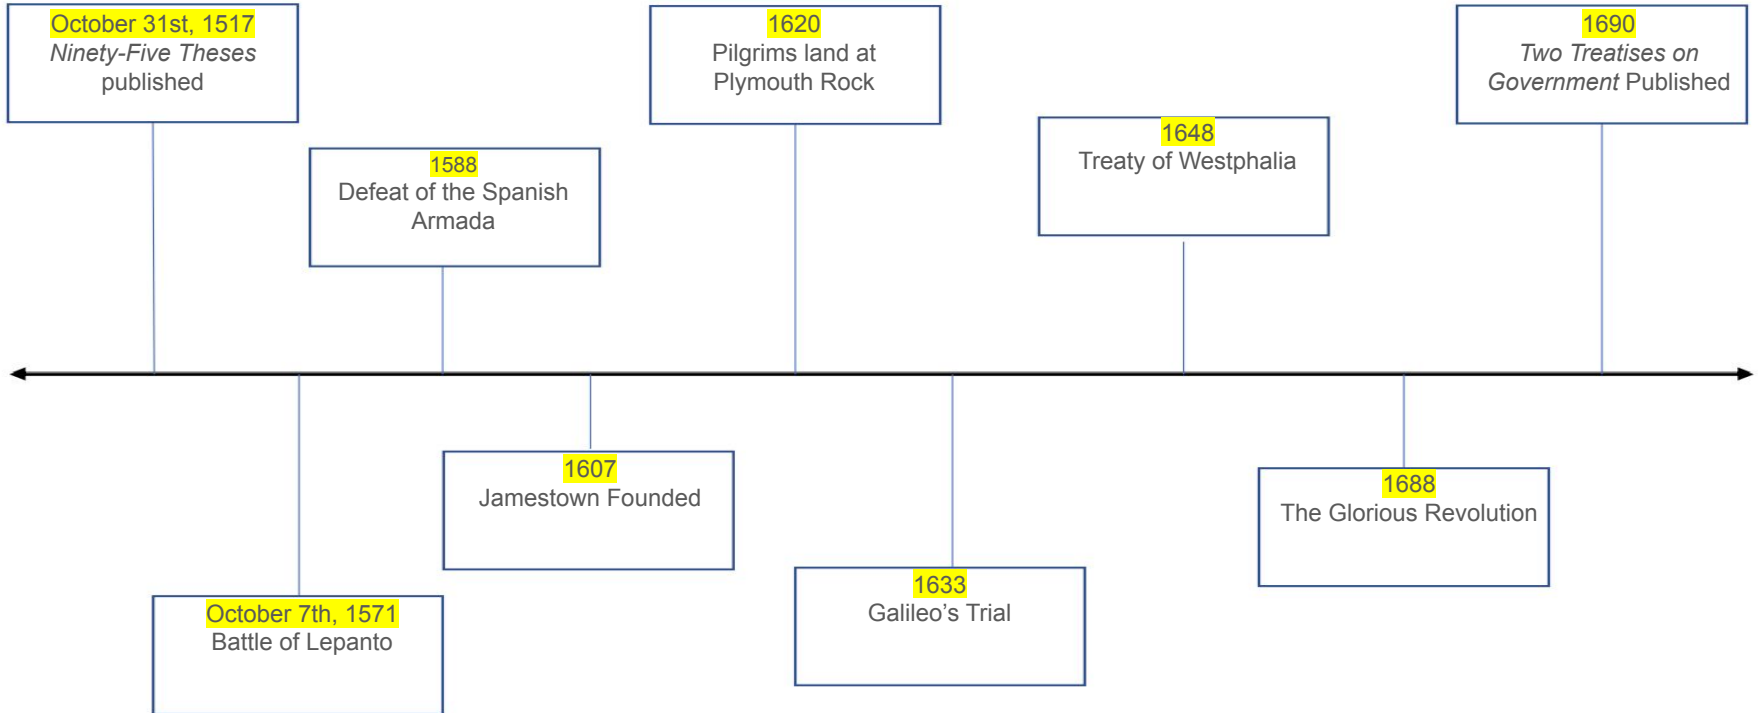 October 31st, 1517
Ninety-Five Theses
published
1620
Pilgrims land at
Plymouth Rock
1690
Two Treatises on
Government Published
1648
Treaty of Westphalia
1588
Defeat of the Spanish
Armada
1607
Jamestown Founded
1688
The Glorious Revolution
1633
Galileo’s Trial
October 7th, 1571
Battle of Lepanto